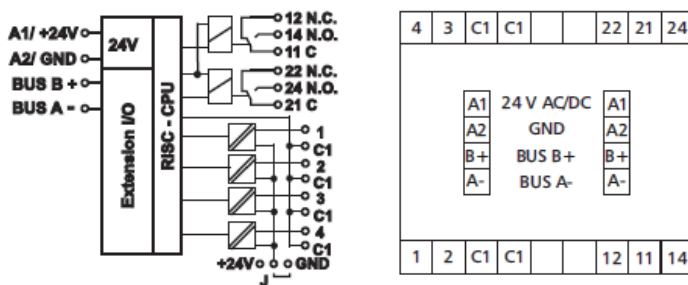 A1/ +24V
A2/ GND
BUS B +
BUS A -
24V
Extension I/O
RISC - CPU
12 N.C.
14 N.O.
11 C
22 N.C.
24 N.O.
21 C
1
C1
2
C1
3
C1
4
C1
+24V GND
J
4 3 C1 C1 22 21 24
A1 24 V AC/DC A1
A2 GND A2
B+ BUS B+ B+
A- BUS A- A-
1 2 C1 C1 12 11 14